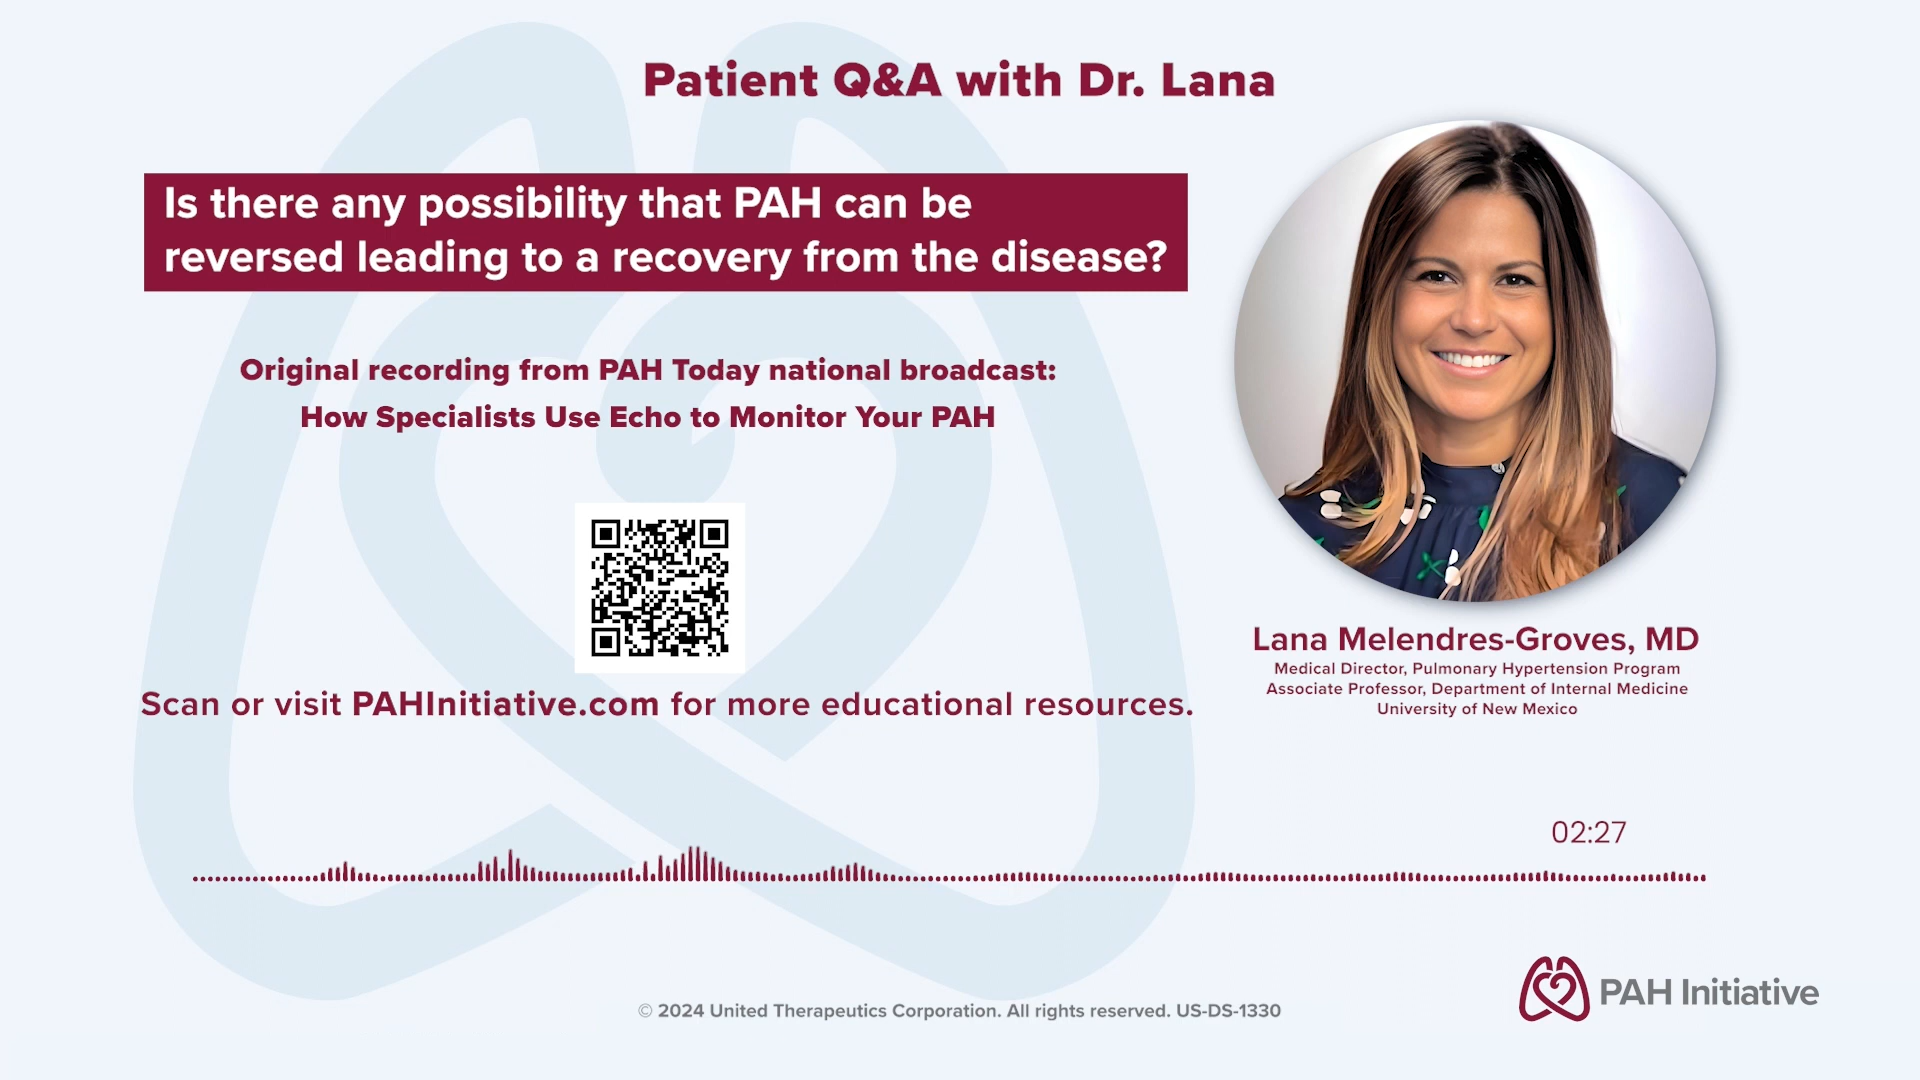 Patient Q&A with Dr. Lana
Is there any possibility that PAH can be
reversed leading to a recovery from the disease?
Original recording from PAH Today national broadcast:
How Specialists Use Echo to Monitor Your PAH
Scan or visit PAHInitiative.com for more educational resources.
Lana Melendres-Groves, MD
Medical Director, Pulmonary Hypertension Program
Associate Professor, Department of Internal Medicine
University of New Mexico
02:27
© 2024 United Therapeutics Corporation. All rights reserved. US-DS-1330
PAH Initiative